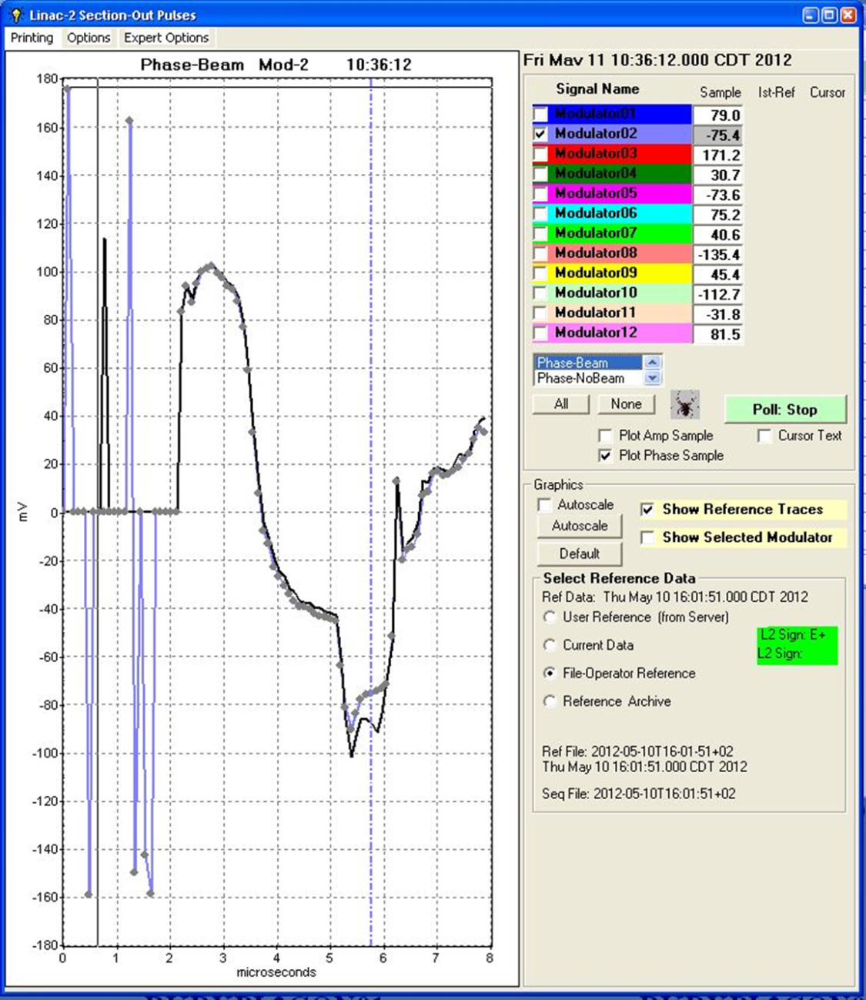 Linac-2 Section-Out Pulses
Printing Options Expert Options
Phase-Beam Mod-2 10:36:12
Fri May 11 10:36:12.000 CDT 2012
Signal Name Sample Ist-Ref Cursor
Modulator01 79.0
Modulator02 -75.4
Modulator03 171.2
Modulator04 30.7
Modulator05 -73.6
Modulator06 75.2
Modulator07 40.6
Modulator08 -135.4
Modulator09 45.4
Modulator10 -112.7
Modulator11 -31.8
Modulator12 81.5
Phase-Beam
Phase-NoBeam
All None Poll: Stop
Plot Amp Sample Cursor Text
Plot Phase Sample
Graphics
Autoscale Show Reference Traces
Autoscale Show Selected Modulator
Default
Select Reference Data
Ref Data: Thu May 10 16:01:51.000 CDT 2012
User Reference (from Server)
L2 Sign: E+
Current Data
L2 Sign:
File-Operator Reference
Reference Archive
Ref File: 2012-05-10T16-01-51+02
Thu May 10 16:01:51.000 CDT 2012
Seq File: 2012-05-10T16:01:51+02
180
160
140
120
100
80
60
40
20
0
-20
-40
-60
-80
-100
-120
-140
-160
-180
mV
0 1 2 3 4 5 6 7 8
microseconds